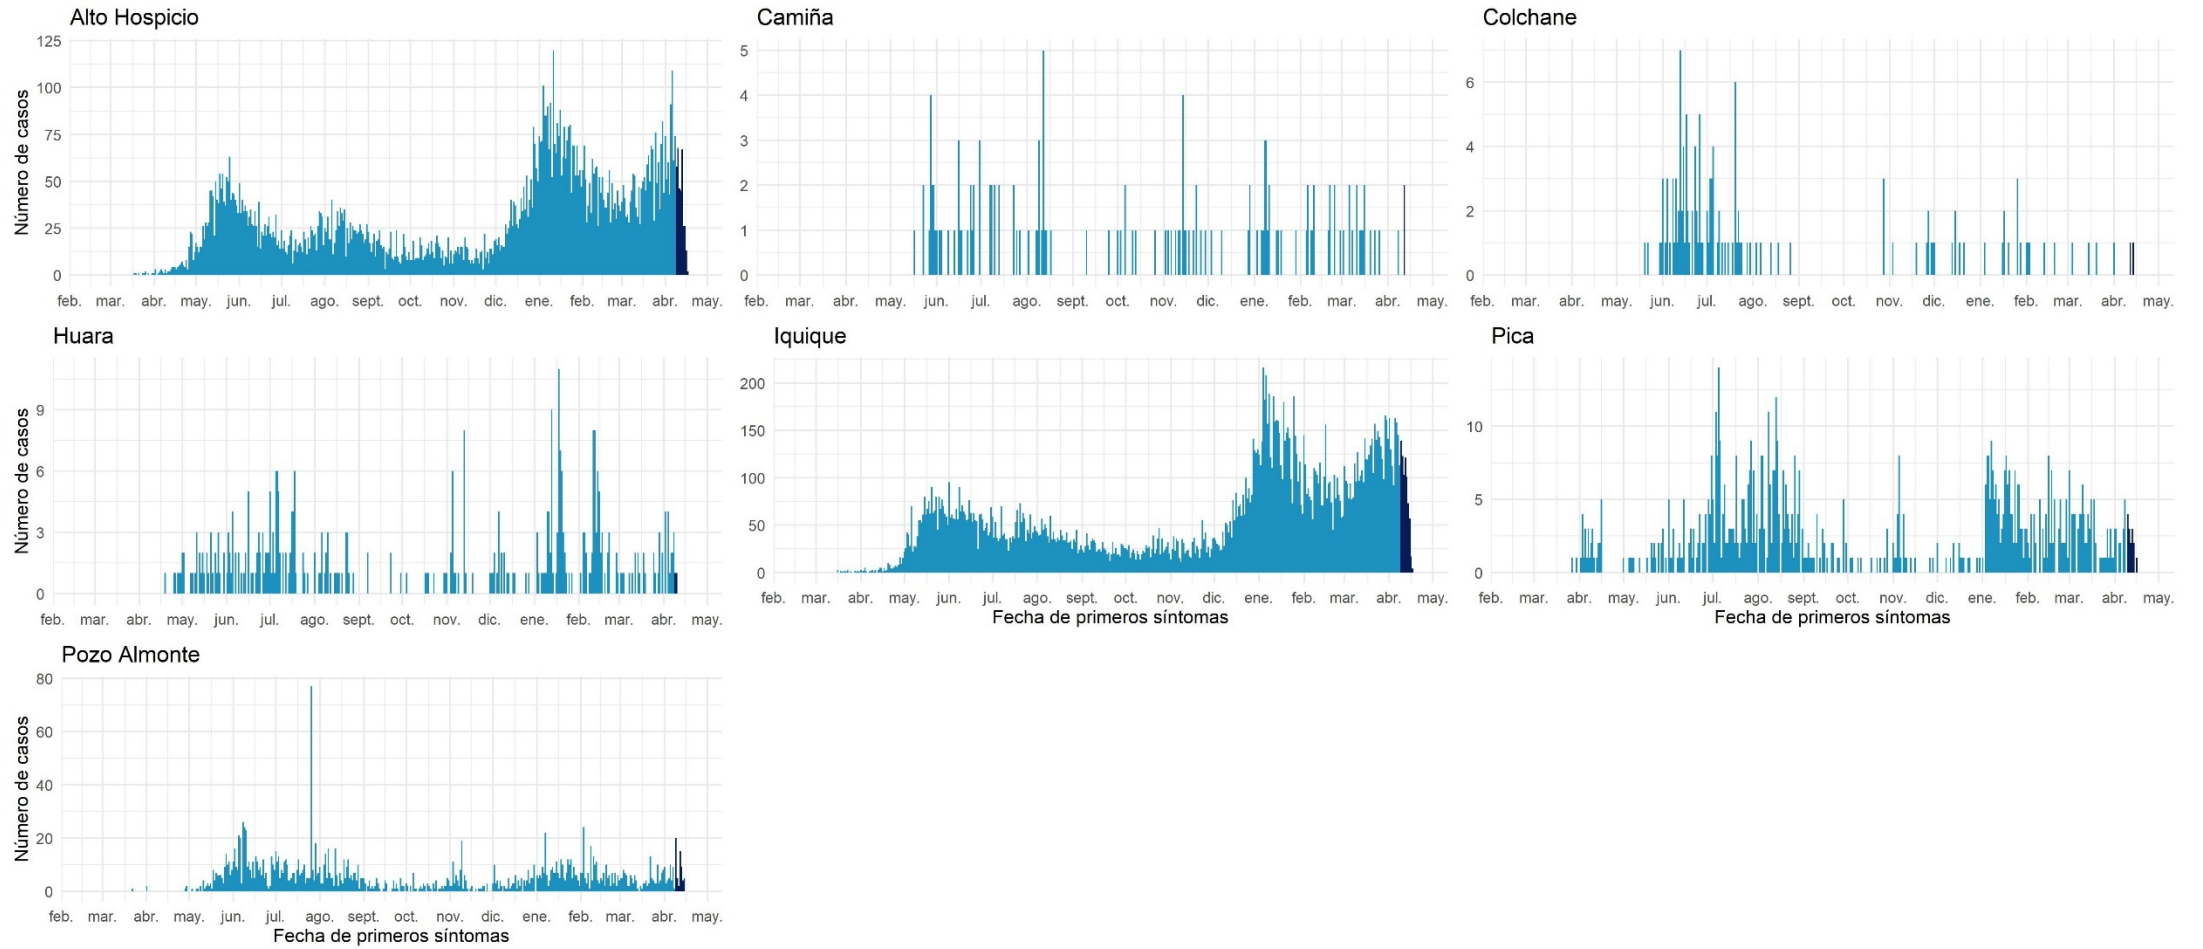 Alto Hospicio
Número de casos
125
100
75
50
25
0
feb. mar. abr. may. jun. jul. ago. sept. oct. nov. dic. ene. feb. mar. abr. may.
Camiña
5
4
3
2
1
0
feb. mar. abr. may. jun. jul. ago. sept. oct. nov. dic. ene. feb. mar. abr. may.
Colchane
6
4
2
0
feb. mar. abr. may. jun. jul. ago. sept. oct. nov. dic. ene. feb. mar. abr. may.
Huara
Número de casos
9
6
3
0
feb. mar. abr. may. jun. jul. ago. sept. oct. nov. dic. ene. feb. mar. abr. may.
Iquique
200
150
100
50
0
feb. mar. abr. may. jun. jul. ago. sept. oct. nov. dic. ene. feb. mar. abr. may.
Fecha de primeros síntomas
Pica
10
5
0
feb. mar. abr. may. jun. jul. ago. sept. oct. nov. dic. ene. feb. mar. abr. may.
Fecha de primeros síntomas
Pozo Almonte
Número de casos
80
60
40
20
0
feb. mar. abr. may. jun. jul. ago. sept. oct. nov. dic. ene. feb. mar. abr. may.
Fecha de primeros síntomas